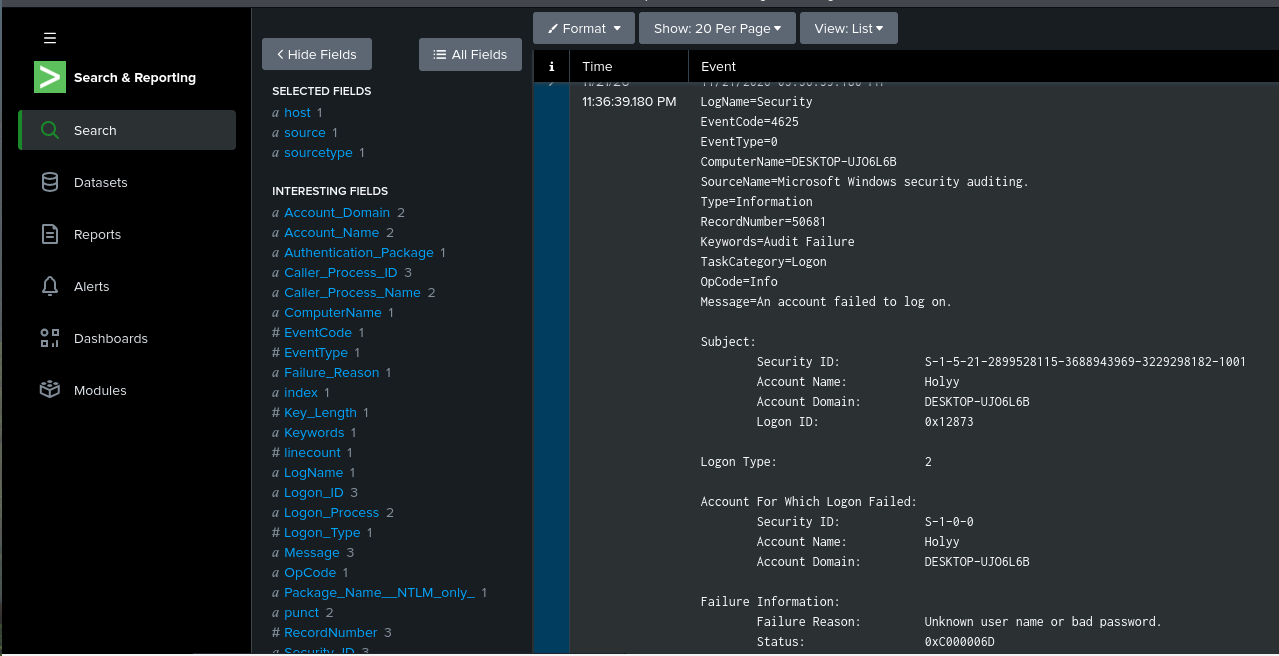 Search & Reporting
Search
Datasets
Reports
Alerts
Dashboards
Modules
Hide Fields
All Fields
SELECTED FIELDS
a host 1
a source 1
a sourcetype 1
INTERESTING FIELDS
a Account_Domain 2
a Account_Name 2
a Authentication_Package 1
a Caller_Process_ID 3
a Caller_Process_Name 2
a ComputerName 1
# EventCode 1
# EventType 1
a Failure_Reason 1
a index 1
# Key_Length 1
a Keywords 1
# linecount 1
a LogName 1
a Logon_ID 3
a Logon_Process 2
# Logon_Type 1
a Message 3
a OpCode 1
a Package_Name__NTLM_only_ 1
a punct 2
# RecordNumber 3
a Security_ID 3
Format
Show: 20 Per Page
View: List
i Time Event
11:36:39.180 PM
LogName=Security
EventCode=4625
EventType=0
ComputerName=DESKTOP-UJO6L6B
SourceName=Microsoft Windows security auditing.
Type=Information
RecordNumber=50681
Keywords=Audit Failure
TaskCategory=Logon
OpCode=Info
Message=An account failed to log on.
Subject:
Security ID: S-1-5-21-2899528115-3688943969-3229298182-1001
Account Name: Holyy
Account Domain: DESKTOP-UJO6L6B
Logon ID: 0x12873
Logon Type: 2
Account For Which Logon Failed:
Security ID: S-1-0-0
Account Name: Holyy
Account Domain: DESKTOP-UJO6L6B
Failure Information:
Failure Reason: Unknown user name or bad password.
Status: 0xC000006D